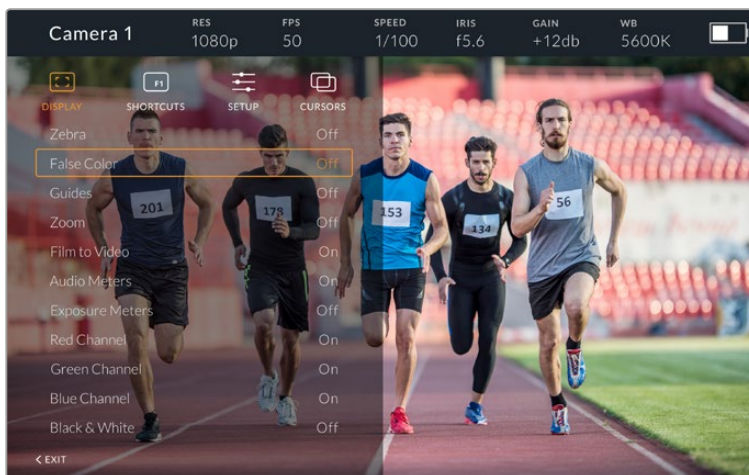 Camera 1
RES
1080p
FPS
50
SPEED
1/100
IRIS
f5.6
GAIN
+12db
WB
5600K
DISPLAY
F1
SHORTCUTS
SETUP
CURSORS
Zebra Off
False Color Off
Guides Off
Zoom Off
Film to Video On
Audio Meters On
Exposure Meters Off
Red Channel On
Green Channel On
Blue Channel On
Black & White Off
< EXIT
201
178
153
134
56